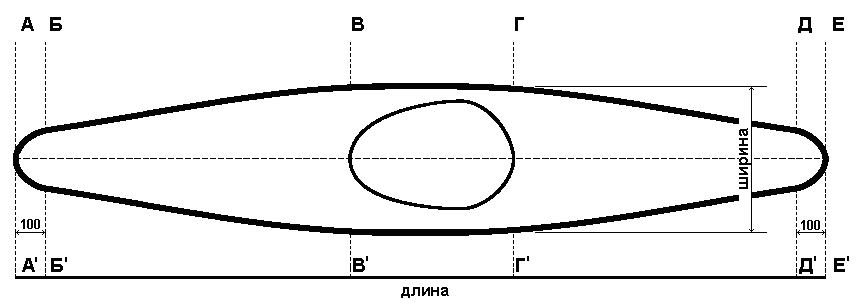 А Б В Г Д Е
ширина
100 100
А' Б' В' Г' Д' Е'
длина